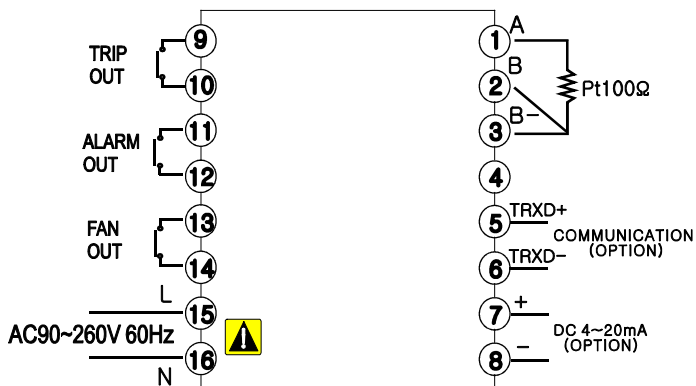 TRIP
OUT
9
10
ALARM
OUT
11
12
FAN
OUT
13
14
L
15
AC90~260V 60Hz
16
N
1 A
2 B
3 B-
Pt100Ω
4
5 TRXD+
6 TRXD-
COMMUNICATION
(OPTION)
7 +
8 -
DC 4~20mA
(OPTION)